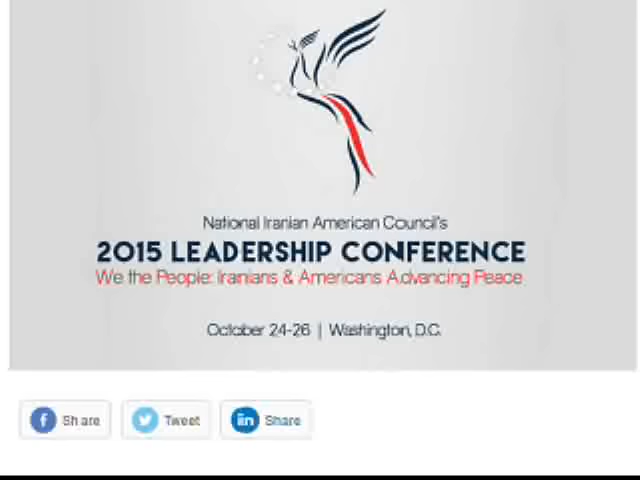 National Iranian American Council's
2015 LEADERSHIP CONFERENCE
We the People: Iranians & Americans Advancing Peace
October 24-26 | Washington, D.C.
f Share Tweet in Share